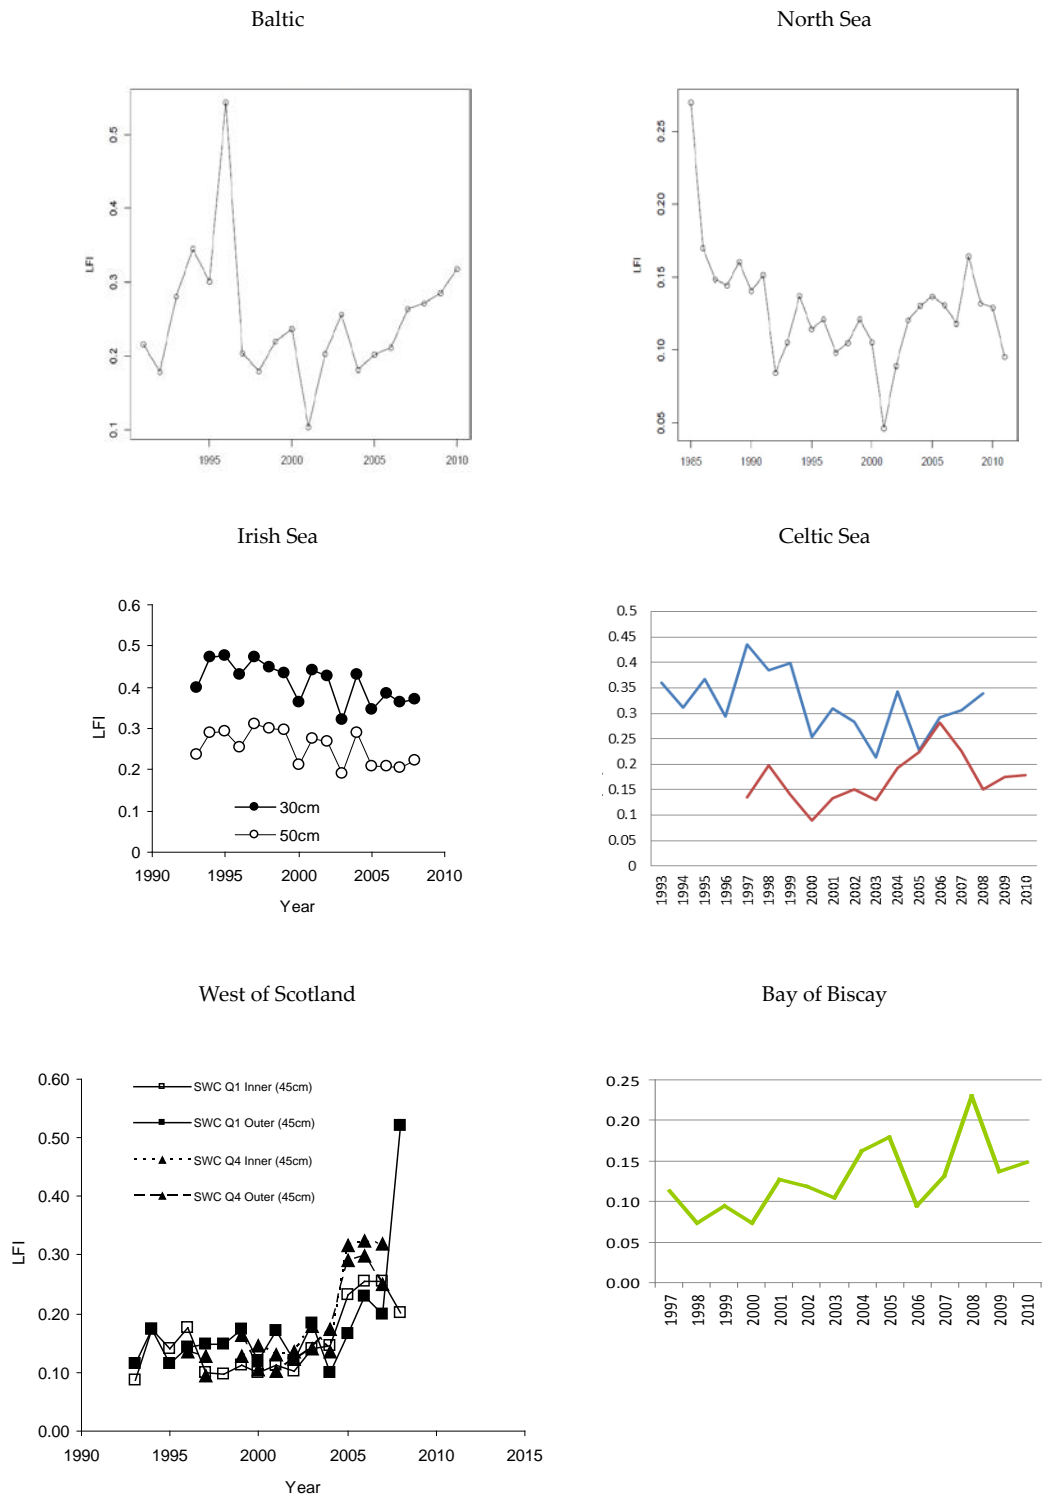 Baltic
North Sea
LFI
0.5
0.4
0.3
0.2
0.1
1995 2000 2005 2010
LFI
0.25
0.20
0.15
0.10
0.05
1985 1990 1995 2000 2005 2010
Irish Sea
Celtic Sea
LFI
0.6
0.5
0.4
0.3
0.2
0.1
0
30cm
50cm
1990 1995 2000 2005 2010
Year
0.5
0.45
0.4
0.35
0.3
0.25
0.2
0.15
0.1
0.05
0
1993 1994 1995 1996 1997 1998 1999 2000 2001 2002 2003 2004 2005 2006 2007 2008 2009 2010
West of Scotland
Bay of Biscay
LFI
0.60
0.50
0.40
0.30
0.20
0.10
0.00
SWC Q1 Inner (45cm)
SWC Q1 Outer (45cm)
SWC Q4 Inner (45cm)
SWC Q4 Outer (45cm)
1990 1995 2000 2005 2010 2015
Year
0.25
0.20
0.15
0.10
0.05
0.00
1997 1998 1999 2000 2001 2002 2003 2004 2005 2006 2007 2008 2009 2010